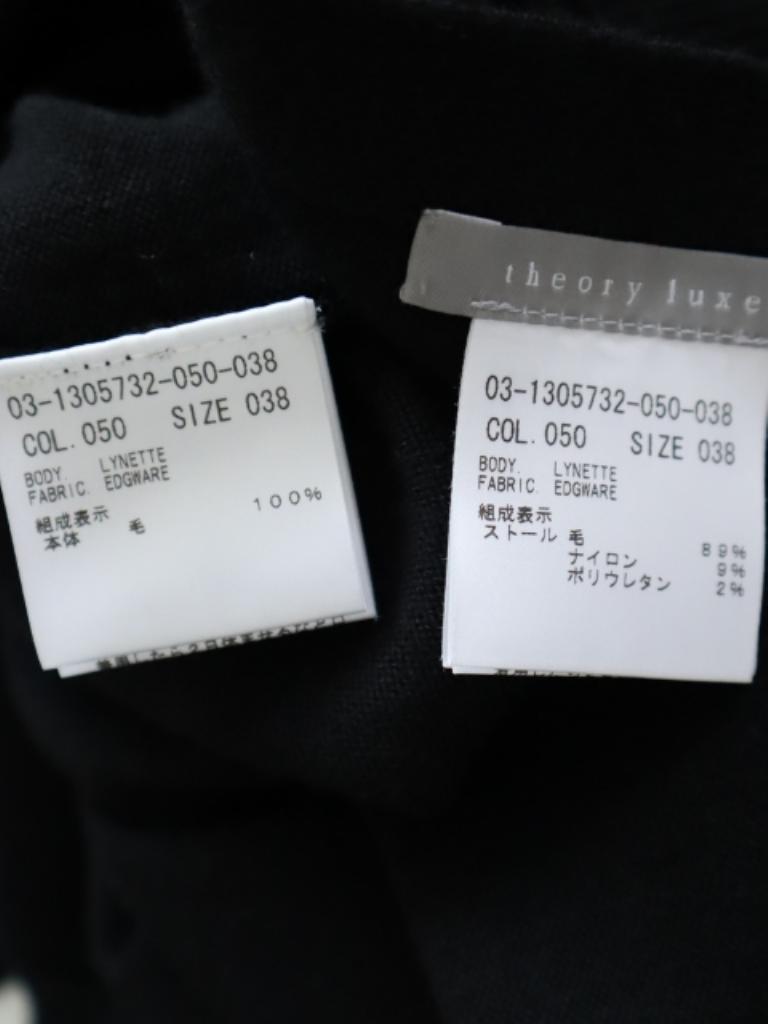 theory luxe
03-1305732-050-038
COL. 050 SIZE 038
BODY. LYNETTE
FABRIC. EDGWARE
組成表示
本体 毛 100%
03-1305732-050-038
COL. 050 SIZE 038
BODY. LYNETTE
FABRIC. EDGWARE
組成表示
ストール 毛 89%
ナイロン 9%
ポリウレタン 2%